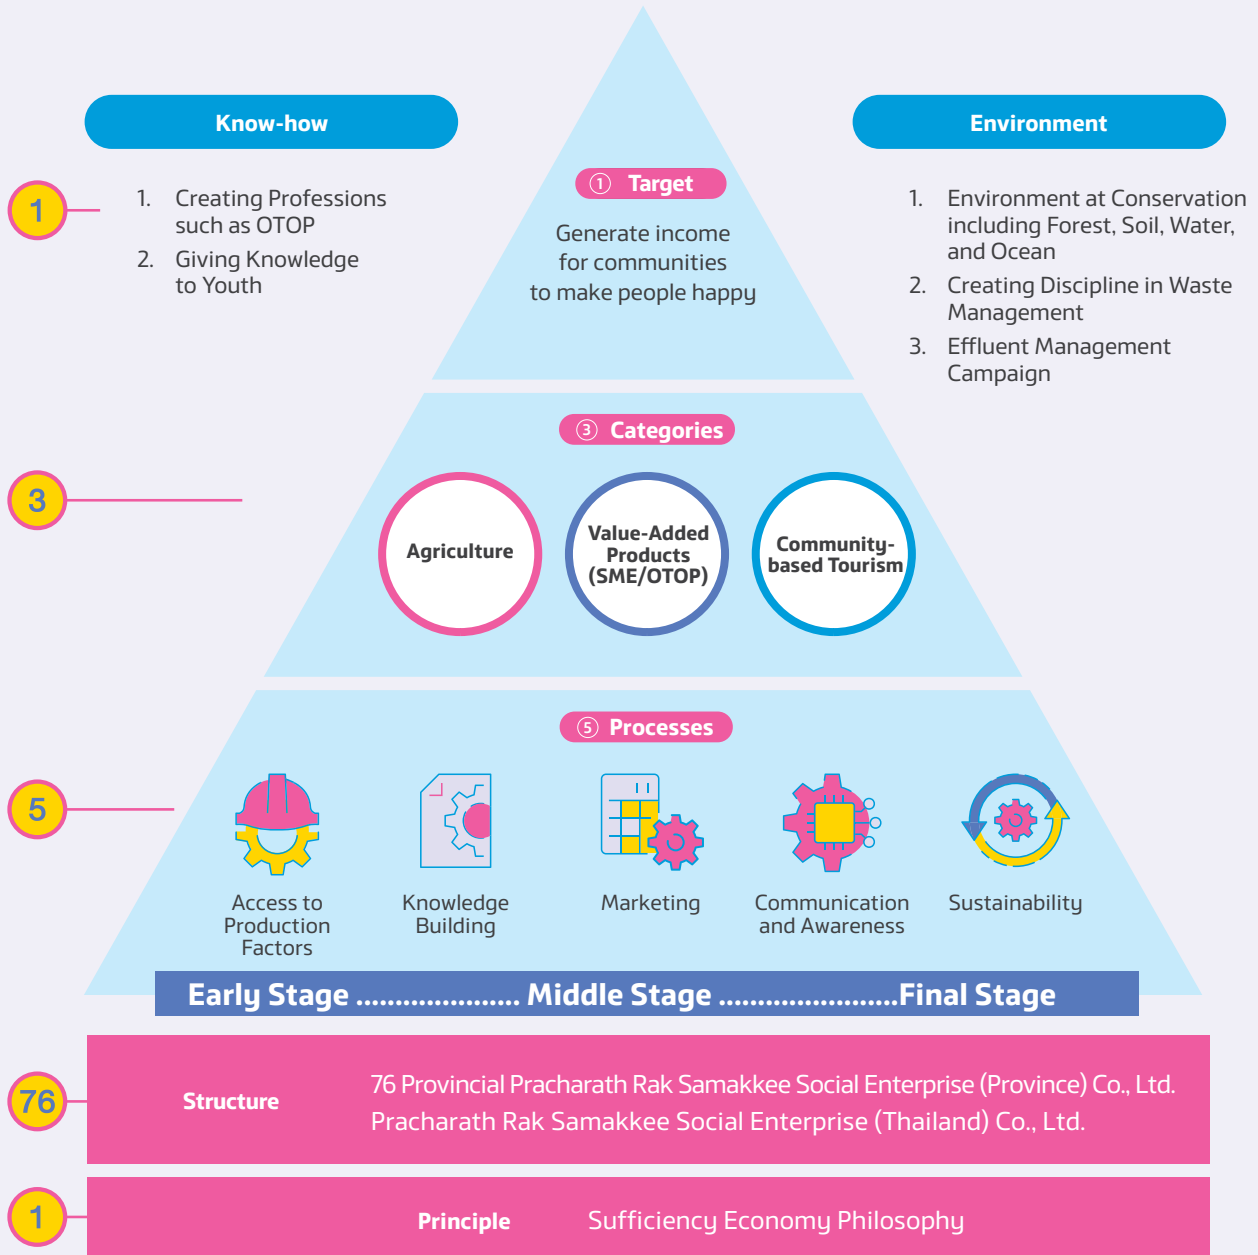 Know-how
1
1. Creating Professions
such as OTOP
2. Giving Knowledge
to Youth
① Target
Generate income
for communities
to make people happy
Environment
1. Environment at Conservation
including Forest, Soil, Water,
and Ocean
2. Creating Discipline in Waste
Management
3. Effluent Management
Campaign
3
③ Categories
Agriculture
Value-Added
Products
(SME/OTOP)
Community-
based Tourism
5
⑤ Processes
Access to
Production
Factors
Knowledge
Building
Marketing
Communication
and Awareness
Sustainability
Early Stage ..................... Middle Stage .......................Final Stage
76
Structure
76 Provincial Pracharath Rak Samakkee Social Enterprise (Province) Co., Ltd.
Pracharath Rak Samakkee Social Enterprise (Thailand) Co., Ltd.
1
Principle Sufficiency Economy Philosophy